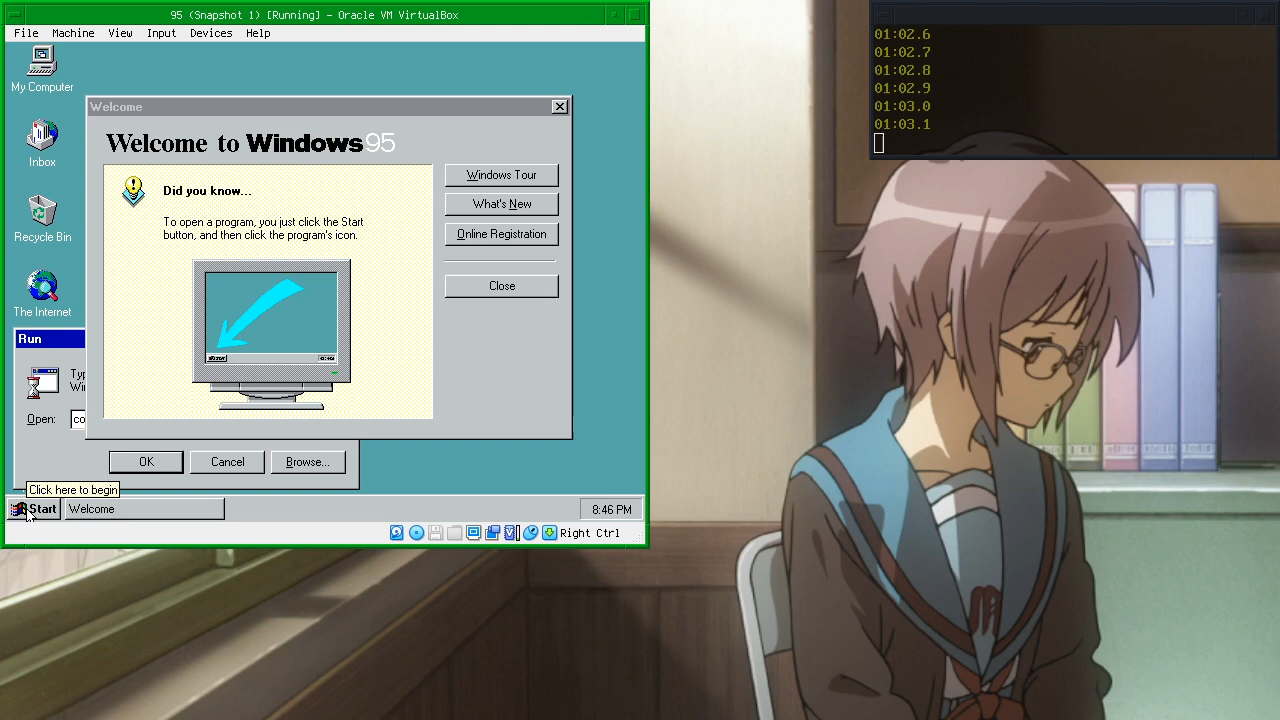 95 (Snapshot 1) [Running] - Oracle VM VirtualBox
File Machine View Input Devices Help
My Computer
Inbox
Recycle Bin
The Internet
Welcome
Welcome to Windows 95
Did you know...
To open a program, you just click the Start
button, and then click the program's icon.
Start
Windows Tour
What's New
Online Registration
Close
Run
Open: co
OK Cancel Browse...
Click here to begin
Start Welcome 8:46 PM
Right Ctrl
01:02.6
01:02.7
01:02.8
01:02.9
01:03.0
01:03.1